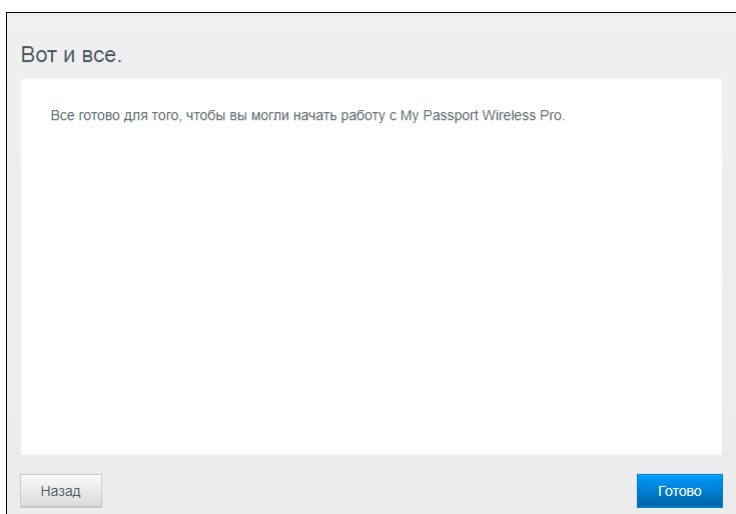 Вот и все.
Все готово для того, чтобы вы могли начать работу с My Passport Wireless Pro.
Назад
Готово